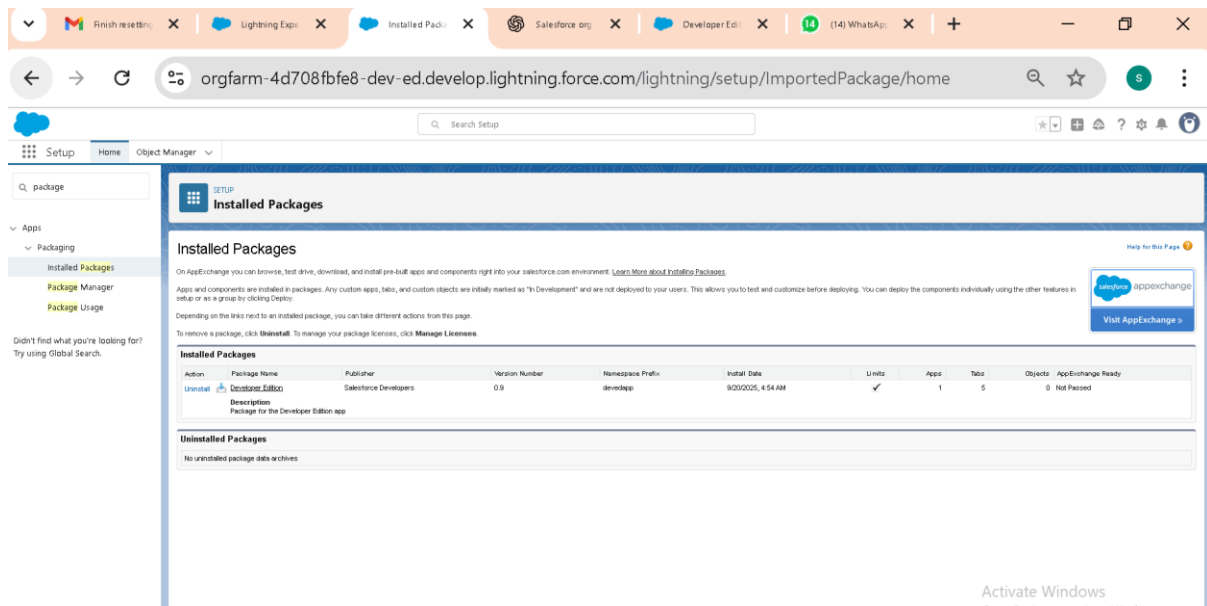 Finish resetting
Lightning Expe
Installed Packa
Salesforce org
Developer Edi
14
(14) WhatsAp
orgfarm-4d708fbfe8-dev-ed.develop.lightning.force.com/lightning/setup/ImportedPackage/home
S
Search Setup
Setup Home Object Manager
package
SETUP
Installed Packages
Apps
Packaging
Installed Packages
Package Manager
Package Usage
Didn't find what you're looking for?
Try using Global Search.
Installed Packages
Help for this Page
On AppExchange you can browse, test drive, download, and install pre-built apps and components right into your salesforce.com environment. Learn More about Installing Packages.
Apps and components are installed in packages. Any custom apps, tabs, and custom objects are initially marked as "In Development" and are not deployed to your users. This allows you to test and customize before deploying. You can deploy the components individually using the other features in
setup or as a group by clicking Deploy.
Depending on the links next to an installed package, you can take different actions from this page.
To remove a package, click Uninstall. To manage your package licenses, click Manage Licenses.
salesforce appexchange
Visit AppExchange »
Installed Packages
Action Package Name Publisher Version Number Namespace Prefix Install Date Limits Apps Tabs Objects AppExchange Ready
Uninstall Developer Edition Salesforce Developers 0.9 devedapp 9/20/2025, 4:54 AM ✓ 1 5 0 Not Passed
Description
Package for the Developer Edition app
Uninstalled Packages
No uninstalled package data archives
Activate Windows